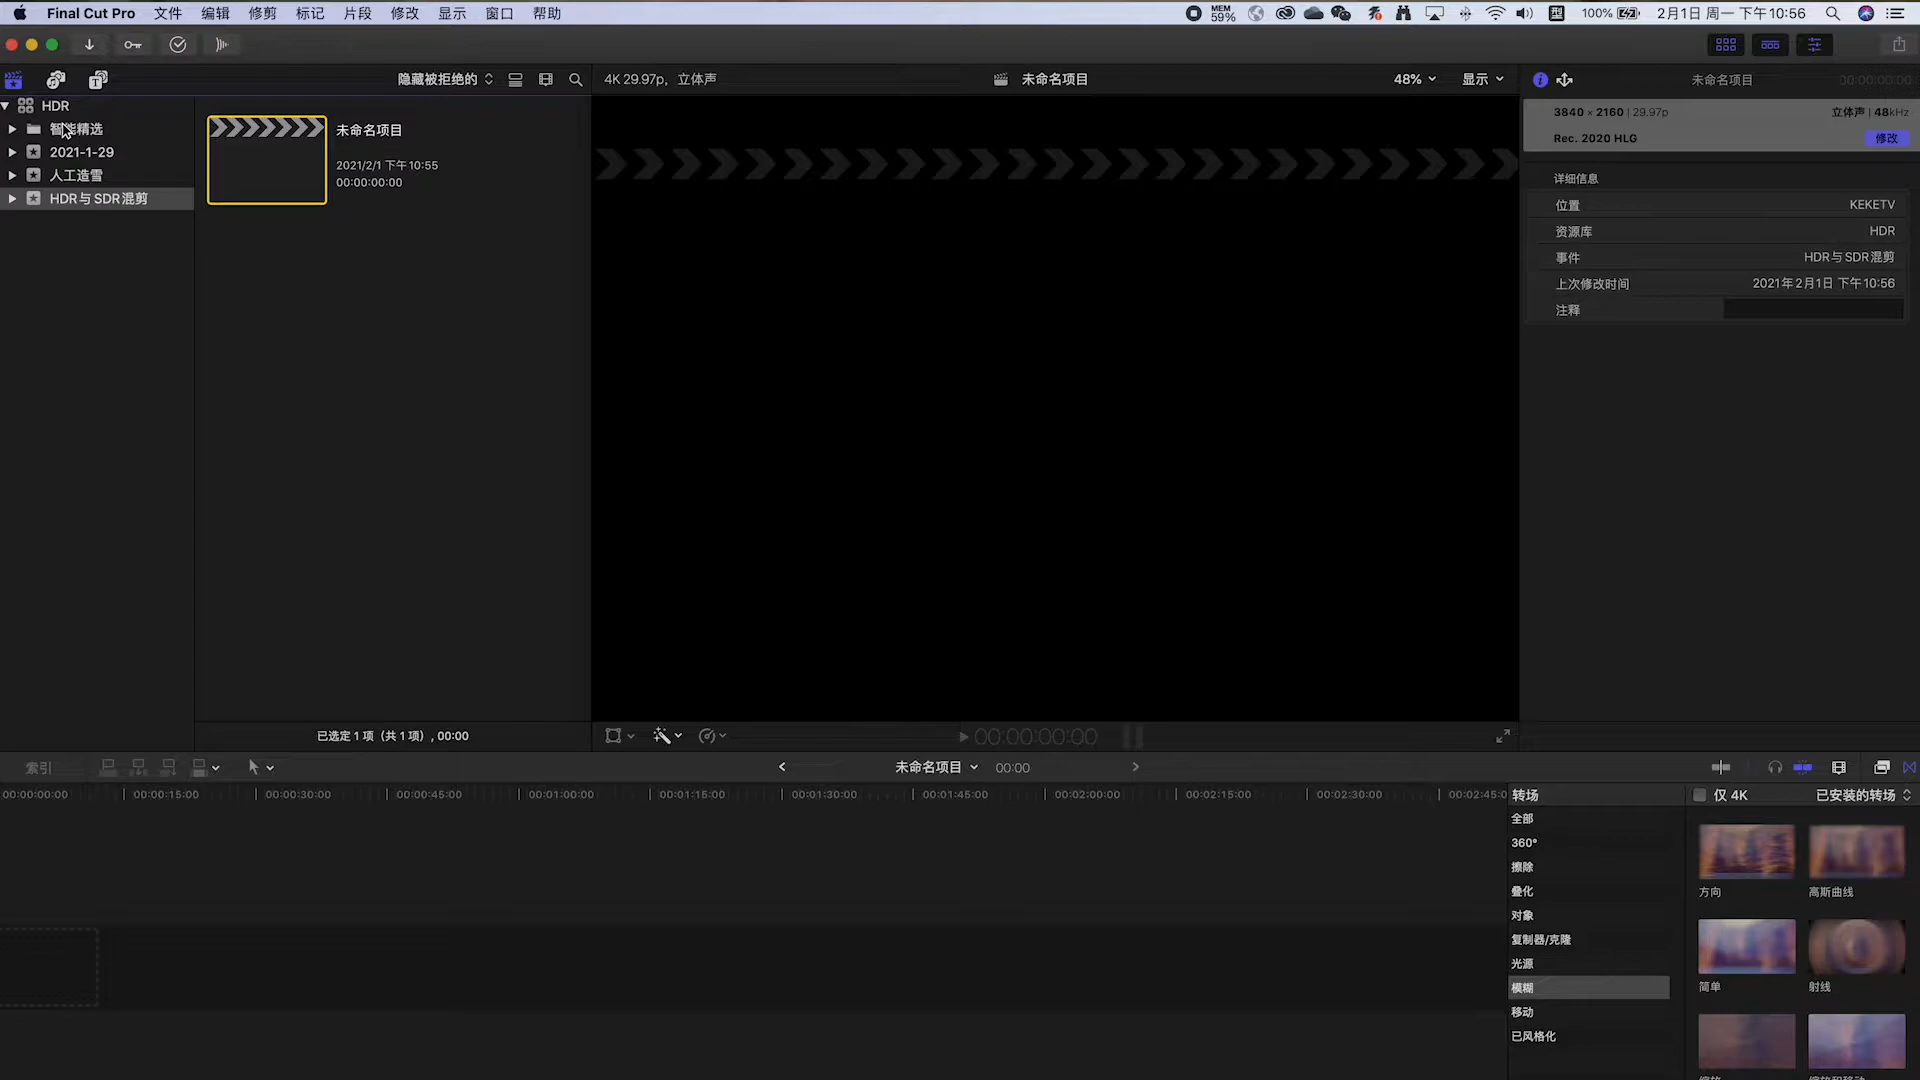 Final Cut Pro 文件 编辑 修剪 标记 片段 修改 显示 窗口 帮助 MEM 59% 型 100% 2月1日 周一 下午10:56
隐藏被拒绝的 4K 29.97p, 立体声 未命名项目 48% 显示 未命名项目 00:00:00:00
HDR
智能精选
2021-1-29
人工造雪
HDR与SDR混剪
未命名项目
2021/2/1 下午10:55
00:00:00:00
3840 × 2160 | 29.97p 立体声 | 48kHz
Rec. 2020 HLG 修改
详细信息
位置 KEKETV
资源库 HDR
事件 HDR与SDR混剪
上次修改时间 2021年2月1日 下午10:56
注释
已选定 1 项（共 1 项）, 00:00
00:00:00:00
索引 未命名项目 00:00
00:00:00:00 00:00:15:00 00:00:30:00 00:00:45:00 00:01:00:00 00:01:15:00 00:01:30:00 00:01:45:00 00:02:00:00 00:02:15:00 00:02:30:00 00:02:45:0
转场 仅 4K 已安装的转场
全部
360°
擦除
叠化
对象
复制器/克隆
光源
模糊
移动
已风格化
方向 高斯曲线
简单 射线